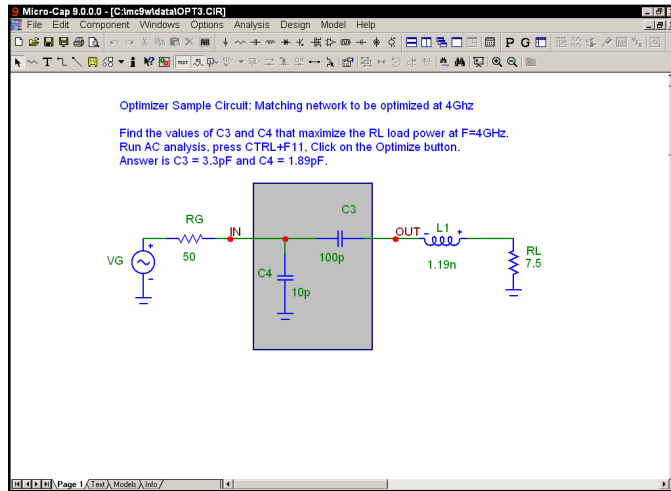 9 Micro-Cap 9.0.0.0 - [C:\mc9w\data\OPT3.CIR]
File Edit Component Windows Options Analysis Design Model Help
P G
T TEXT
Optimizer Sample Circuit: Matching network to be optimized at 4Ghz
Find the values of C3 and C4 that maximize the RL load power at F=4GHz.
Run AC analysis, press CTRL+F11, Click on the Optimize button.
Answer is C3 = 3.3pF and C4 = 1.89pF.
C3
RG
IN
OUT
L1
- +
+
VG
50
100p
1.19n
RL
7.5
C4
-
10p
Page 1 Text Models Info